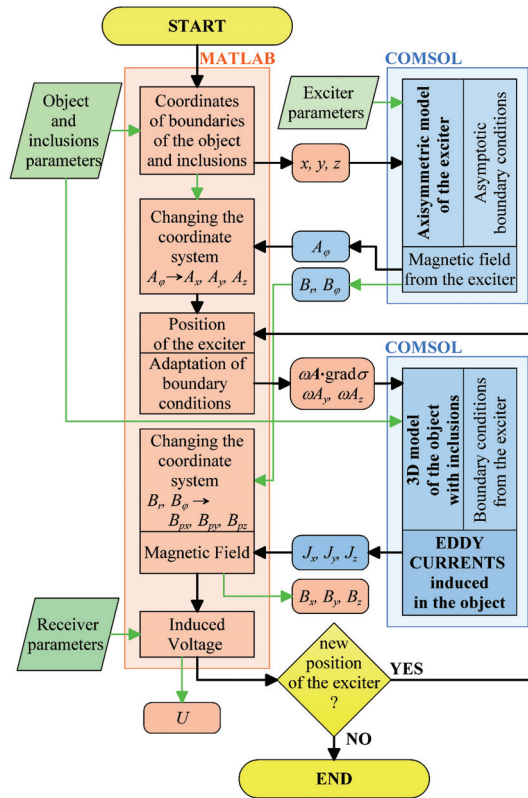 START
MATLAB
COMSOL
Object
and
inclusions
parameters
Coordinates
of boundaries
of the object
and inclusions
Exciter
parameters
x, y, z
Axisymmetric model
of the exciter
Asymptotic
boundary conditions
Magnetic field
from the exciter
Changing the
coordinate
system
A_φ→A_x, A_y, A_z
A_φ
B_r, B_φ
Position
of the exciter
Adaptation of
boundary
conditions
ωA·gradσ
ωA_y, ωA_z
COMSOL
3D model
of the object
with inclusions
Boundary conditions
from the exciter
EDDY
CURRENTS
induced
in the object
Changing the
coordinate
system
B_r, B_φ →
B_px, B_py, B_pz
Magnetic Field
J_x, J_y, J_z
B_x, B_y, B_z
Receiver
parameters
Induced
Voltage
U
new
position
of the exciter
?
YES
NO
END